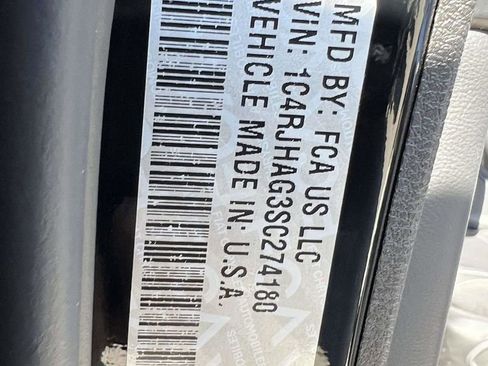 MFD BY: FCA US LLC
VIN: 1C4RJHAG3SC274180
VEHICLE MADE IN: U.S.A.